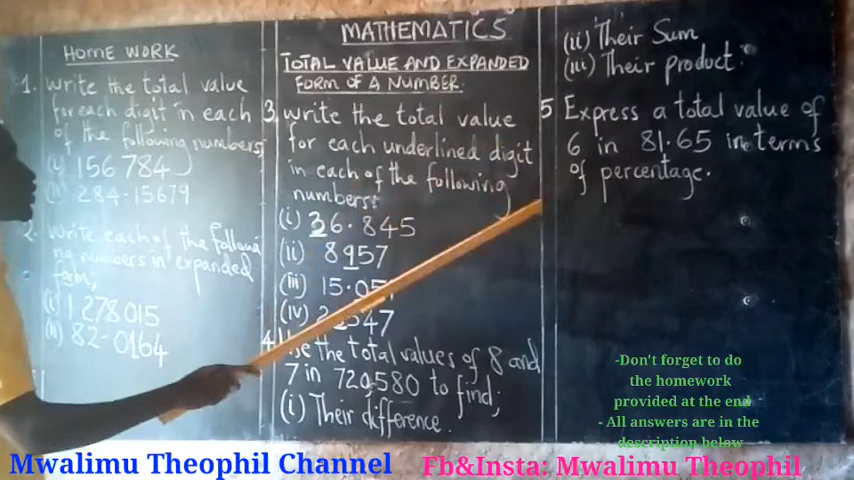 HOME WORK
1. Write the total value
for each digit in each
of the following numbers;
(i) 156 784
(ii) 284.15679
2. Write each of the followi
ng numbers in expanded
form;
(i) 1 278 015
(ii) 82.0164
MATHEMATICS
TOTAL VALUE AND EXPANDED
FORM OF A NUMBER.
3. Write the total value
for each underlined digit
in each of the following
numbers:
(i) 36.845
(ii) 8957
(iii) 15.05
(iv) 547
4. the total values of 8 and
7 in 720,580 to find;
(i) Their difference.
(ii) Their Sum
(iii) Their product.
5 Express a total value of
6 in 81.65 in terms
of percentage.
-Don't forget to do
the homework
provided at the end
- All answers are in the
description below
Mwalimu Theophil Channel
Fb&Insta: Mwalimu Theophil